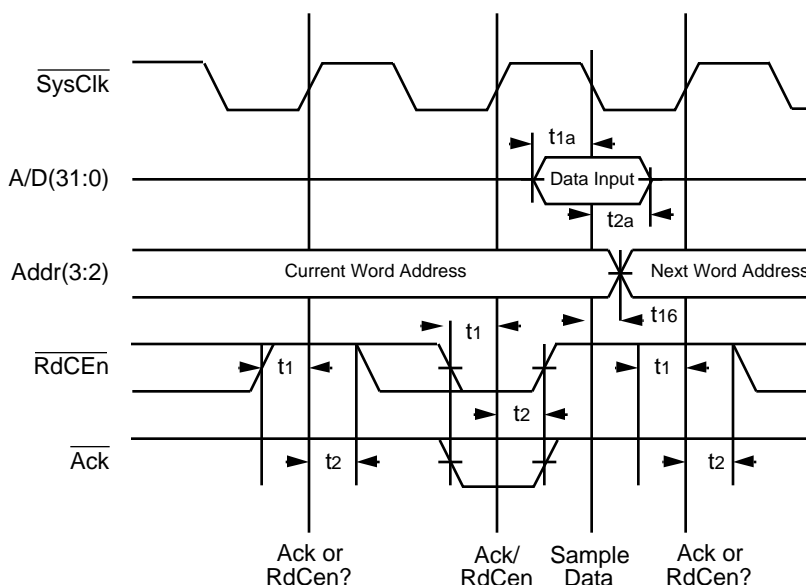 SysClk
t1a
A/D(31:0)
Data Input
t2a
Addr(3:2)
Current Word Address
Next Word Address
t16
t1
RdCEn
t1
t1
t2
Ack
t2
t2
Ack or
RdCen?
Ack/
RdCen
Sample
Data
Ack or
RdCen?